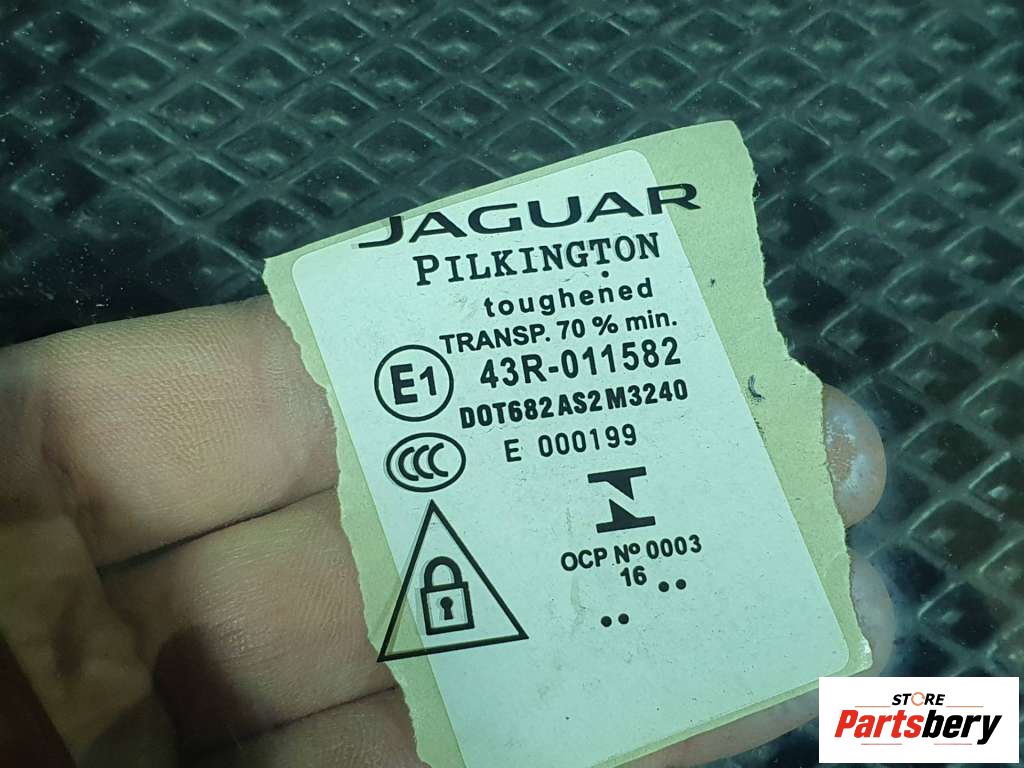 JAGUAR
PILKINGTON
toughened
TRANSP. 70 % min.
E1
43R-011582
DOT682 AS2 M3240
CCC
E 000199
OCP Nº 0003
16 ..
..
STORE
Partsbery